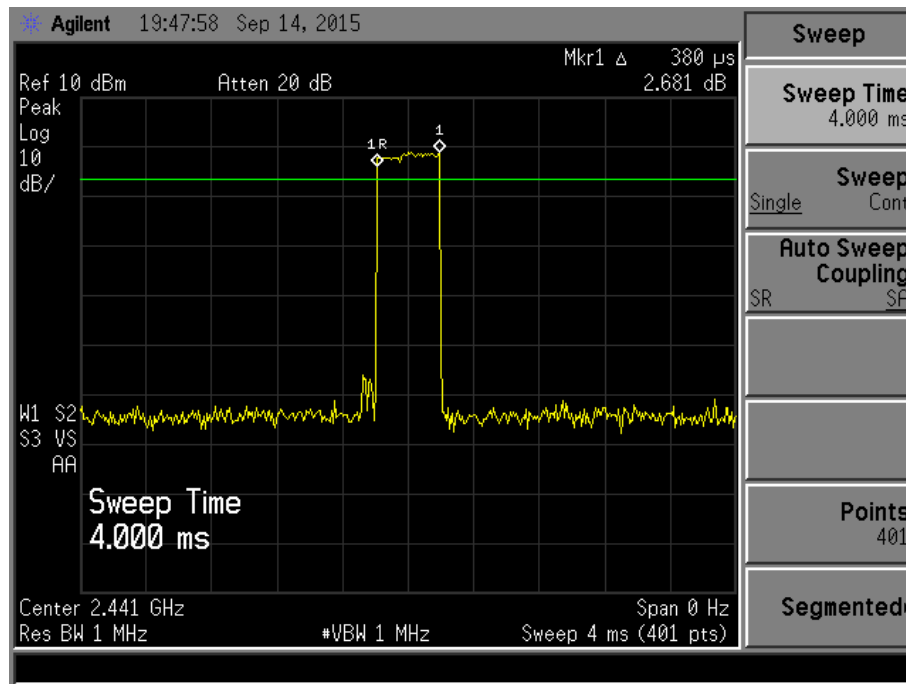 Agilent 19:47:58 Sep 14, 2015
Sweep
Mkr1 Δ 380 µs
Ref 10 dBm Atten 20 dB 2.681 dB
Peak
Log
10
dB/
1R
1
W1 S2
S3 VS
AA
Sweep Time
4.000 ms
Center 2.441 GHz Span 0 Hz
Res BW 1 MHz #VBW 1 MHz Sweep 4 ms (401 pts)
Sweep Time
4.000 ms
Sweep
Single Cont
Auto Sweep
Coupling
SR SA
Points
401
Segmented